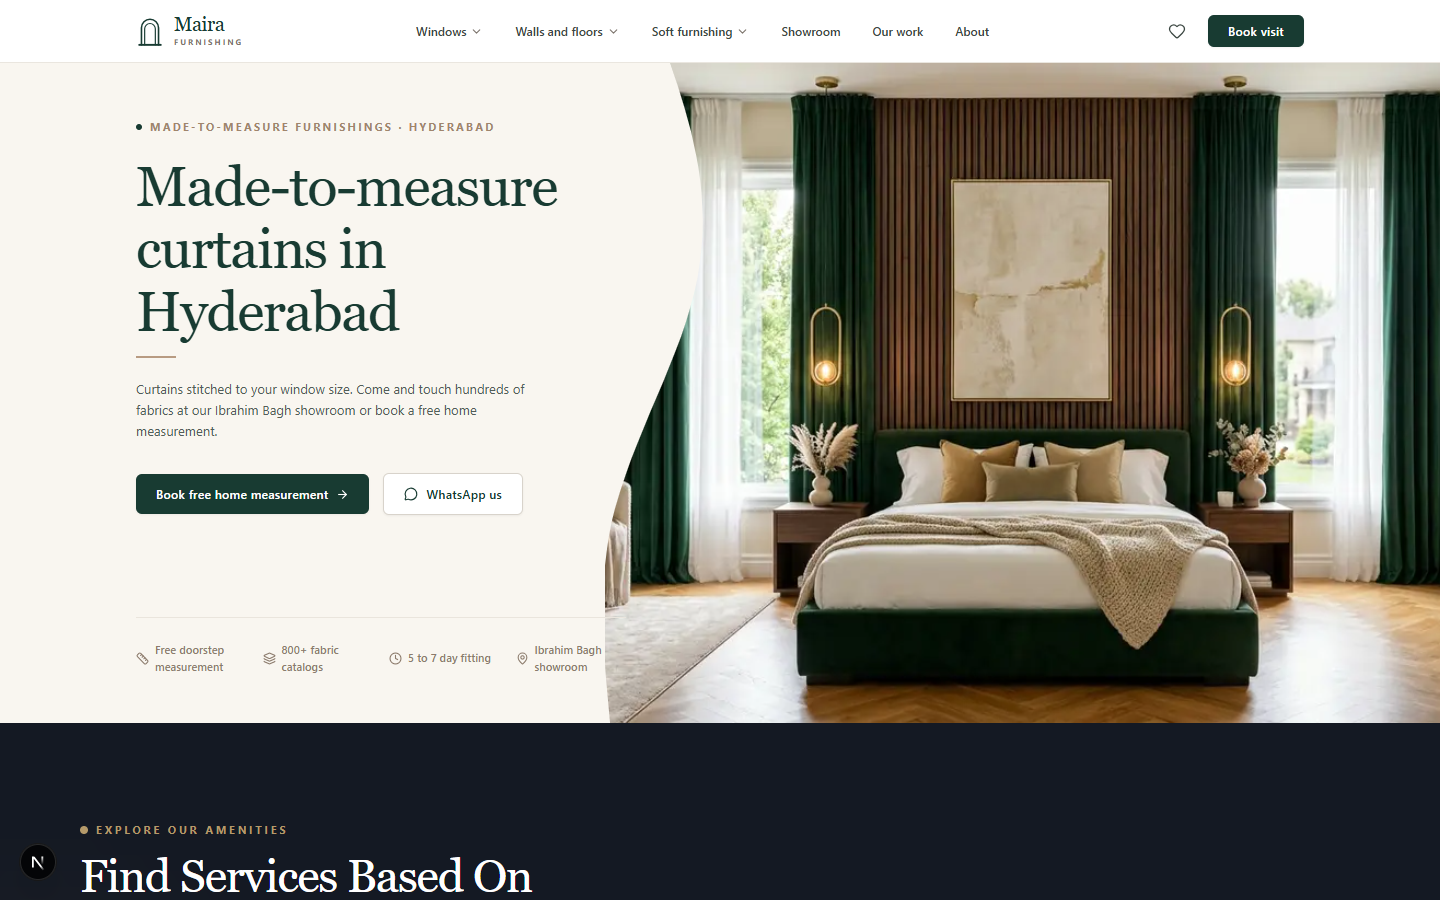 Maira
FURNISHING
Windows
Walls and floors
Soft furnishing
Showroom
Our work
About
Book visit
MADE-TO-MEASURE FURNISHINGS · HYDERABAD
Made-to-measure
curtains in
Hyderabad
Curtains stitched to your window size. Come and touch hundreds of
fabrics at our Ibrahim Bagh showroom or book a free home
measurement.
Book free home measurement →
WhatsApp us
Free doorstep
measurement
800+ fabric
catalogs
5 to 7 day fitting
Ibrahim Bagh
showroom
EXPLORE OUR AMENITIES
Find Services Based On
N